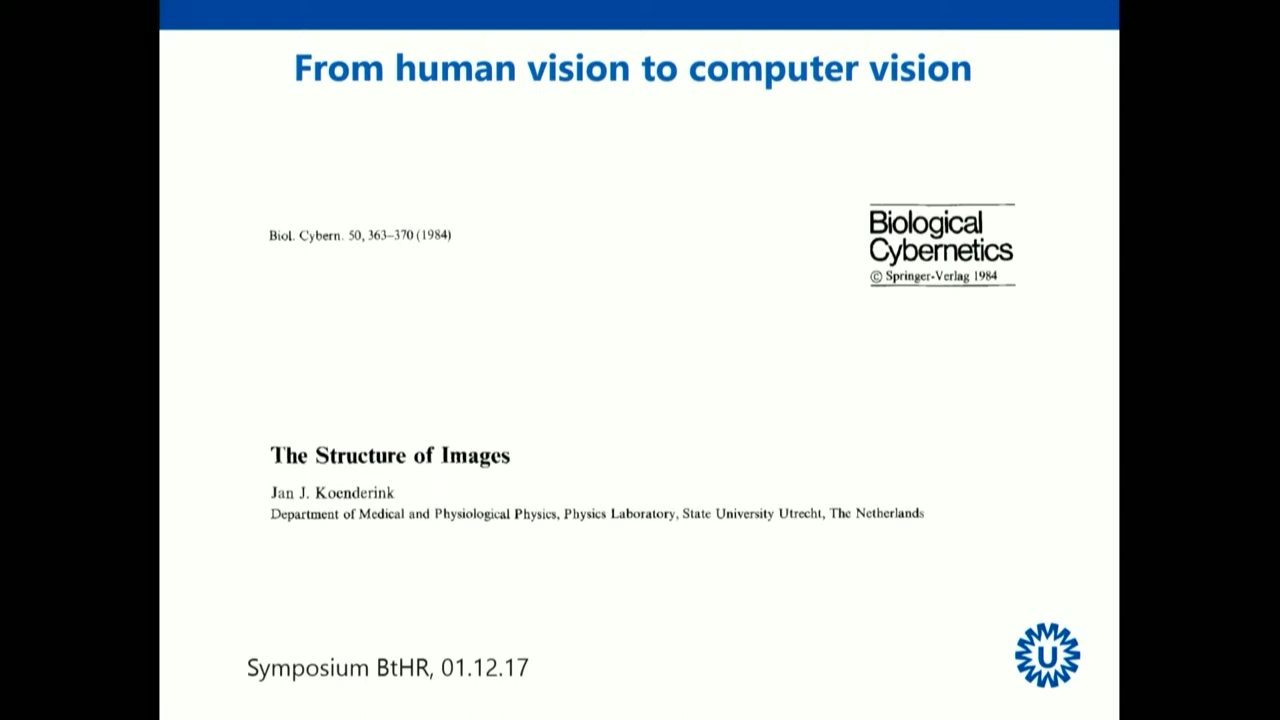 From human vision to computer vision
Biol. Cybern. 50, 363–370 (1984)
Biological
Cybernetics
© Springer-Verlag 1984
The Structure of Images
Jan J. Koenderink
Department of Medical and Physiological Physics, Physics Laboratory, State University Utrecht, The Netherlands
Symposium BtHR, 01.12.17
U